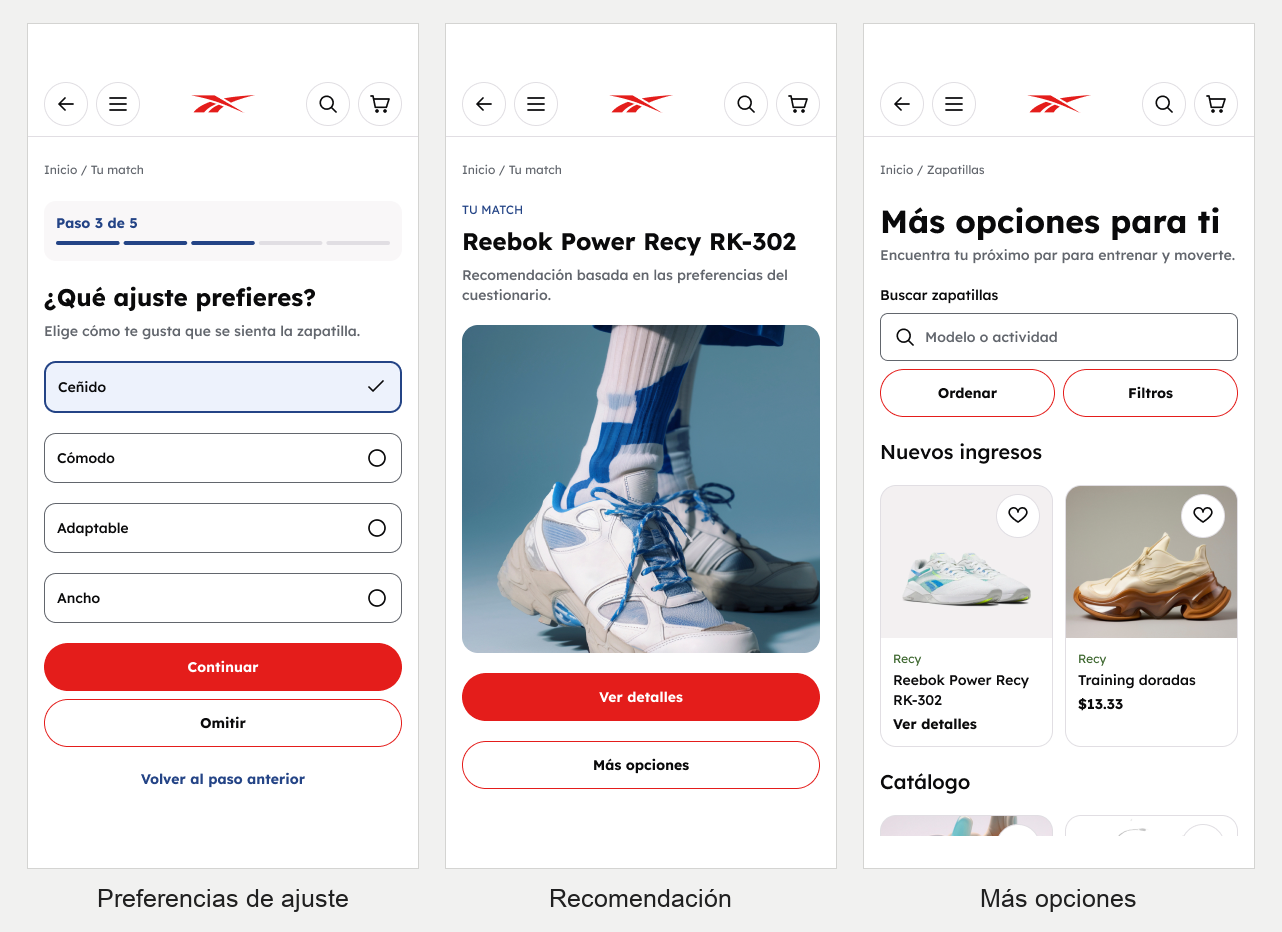 Inicio / Tu match
Paso 3 de 5
¿Qué ajuste prefieres?
Elige cómo te gusta que se sienta la zapatilla.
Ceñido
Cómodo
Adaptable
Ancho
Continuar
Omitir
Volver al paso anterior
Preferencias de ajuste
Inicio / Tu match
TU MATCH
Reebok Power Recy RK-302
Recomendación basada en las preferencias del
cuestionario.
Ver detalles
Más opciones
Recomendación
Inicio / Zapatillas
Más opciones para ti
Encuentra tu próximo par para entrenar y moverte.
Buscar zapatillas
Modelo o actividad
Ordenar
Filtros
Nuevos ingresos
Recy
Reebok Power Recy
RK-302
Ver detalles
Recy
Training doradas
$13.33
Catálogo
Más opciones